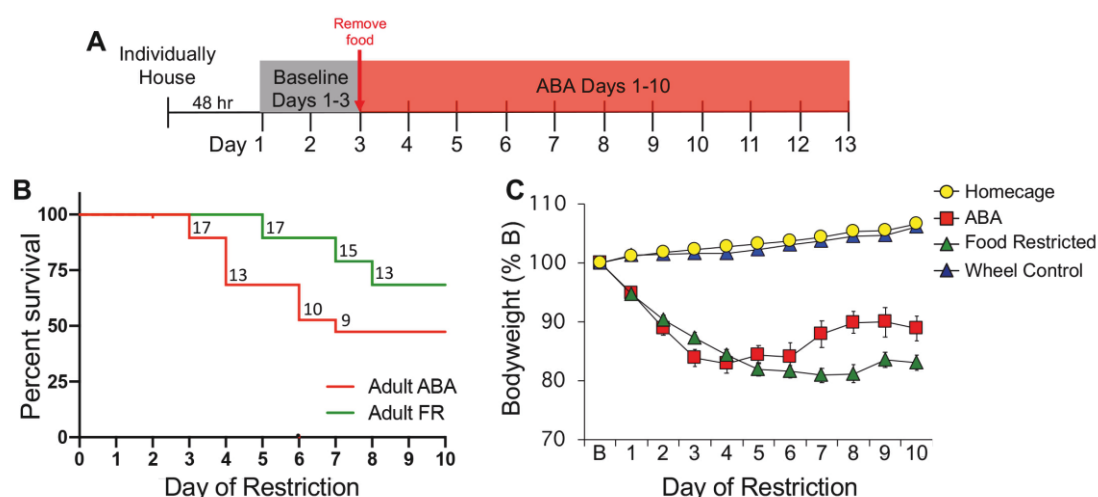 A
Remove
food
Individually
House
48 hr
Baseline
Days 1-3
ABA Days 1-10
Day 1 2 3 4 5 6 7 8 9 10 11 12 13
B
Percent survival
100
75
50
25
0
17
13
10
9
17
15
13
Adult ABA
Adult FR
0 1 2 3 4 5 6 7 8 9 10
Day of Restriction
C
Bodyweight (% B)
110
100
90
80
70
Homecage
ABA
Food Restricted
Wheel Control
B 1 2 3 4 5 6 7 8 9 10
Day of Restriction